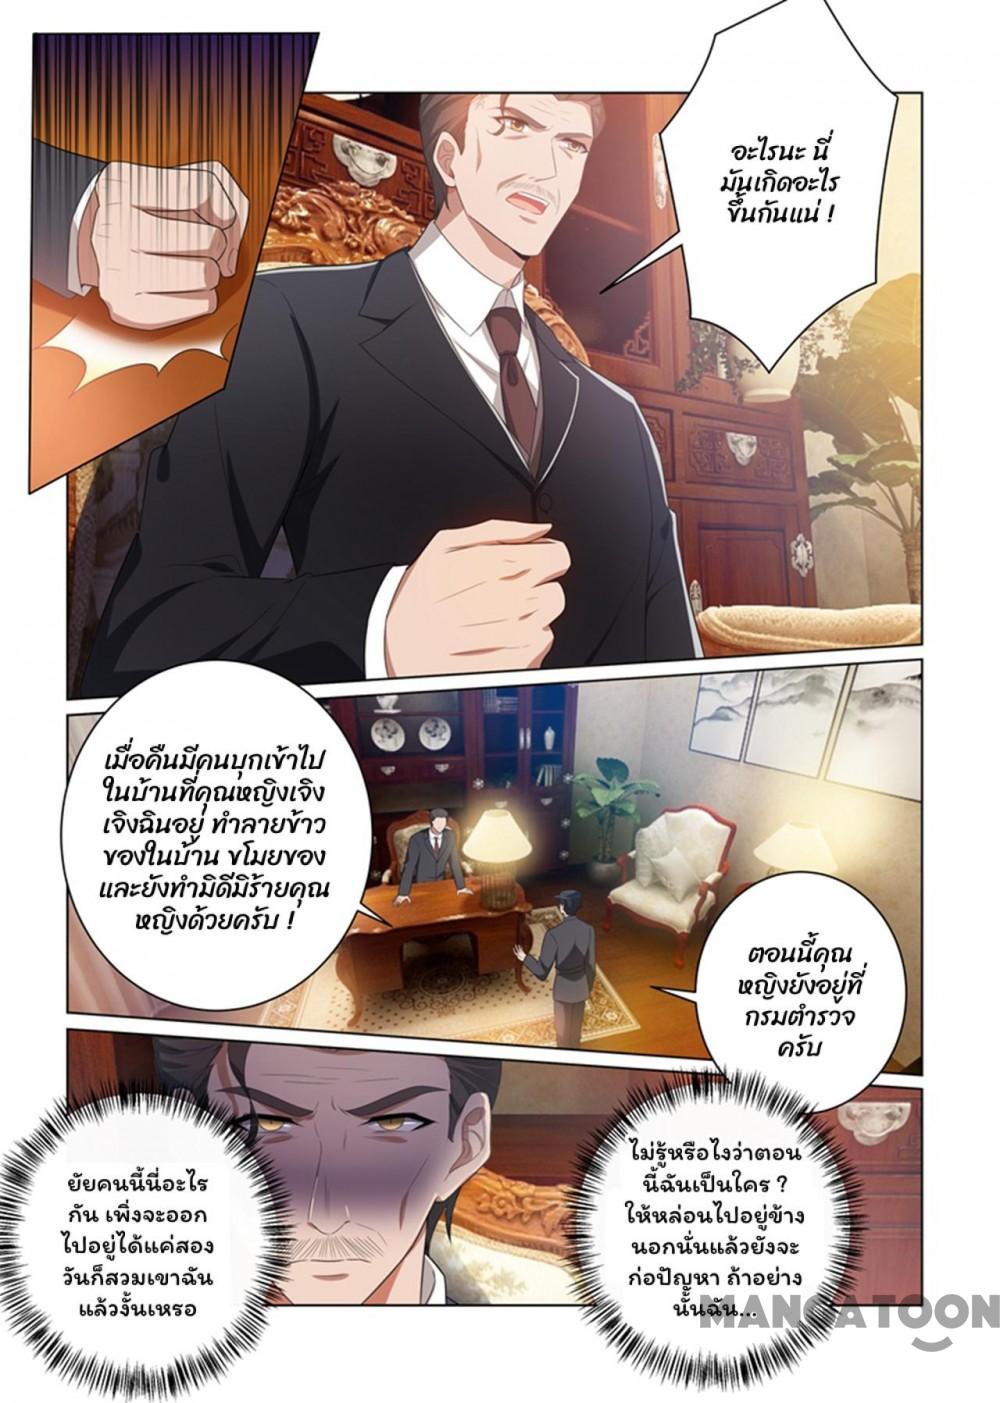 อะไรนะ นี่
มันเกิดอะไร
ขึ้นกันแน่ !
เมื่อคืนมีคนบุกเข้าไป
ในบ้านที่คุณหญิงเจิง
เจิงฉินอยู่ ทำลายข้าว
ของในบ้าน ขโมยของ
และยังทำมิดีมิร้ายคุณ
หญิงด้วยครับ !
ตอนนี้คุณ
หญิงยังอยู่ที่
กรมตำรวจ
ครับ
ยัยคนนี้นี่อะไร
กัน เพิ่งจะออก
ไปอยู่ได้แค่สอง
วันก็สวมเขาฉัน
แล้วงั้นเหรอ
ไม่รู้หรือไงว่าตอน
นี้ฉันเป็นใคร ?
ให้หล่อนไปอยู่ข้าง
นอกนั่นแล้วยังจะ
ก่อปัญหา ถ้าอย่าง
นั้นฉัน...
MANGATOON